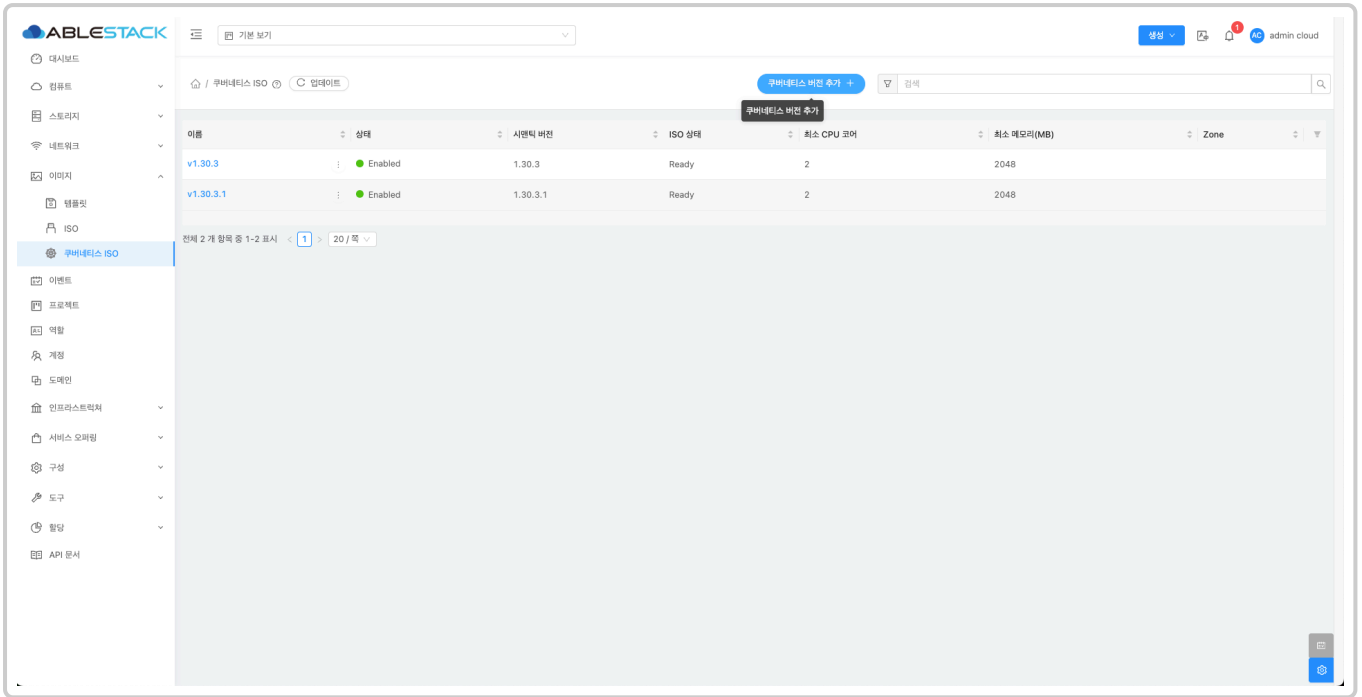 ABLESTACK
기본 보기
생성
1
AC
admin cloud
대시보드
컴퓨트
스토리지
네트워크
이미지
템플릿
ISO
쿠버네티스 ISO
이벤트
프로젝트
역할
계정
도메인
인프라스트럭쳐
서비스 오퍼링
구성
도구
할당
API 문서
/ 쿠버네티스 ISO
업데이트
쿠버네티스 버전 추가 +
검색
쿠버네티스 버전 추가
이름 상태 시맨틱 버전 ISO 상태 최소 CPU 코어 최소 메모리(MB) Zone
v1.30.3 Enabled 1.30.3 Ready 2 2048
v1.30.3.1 Enabled 1.30.3.1 Ready 2 2048
전체 2 개 항목 중 1-2 표시 < 1 > 20 / 쪽